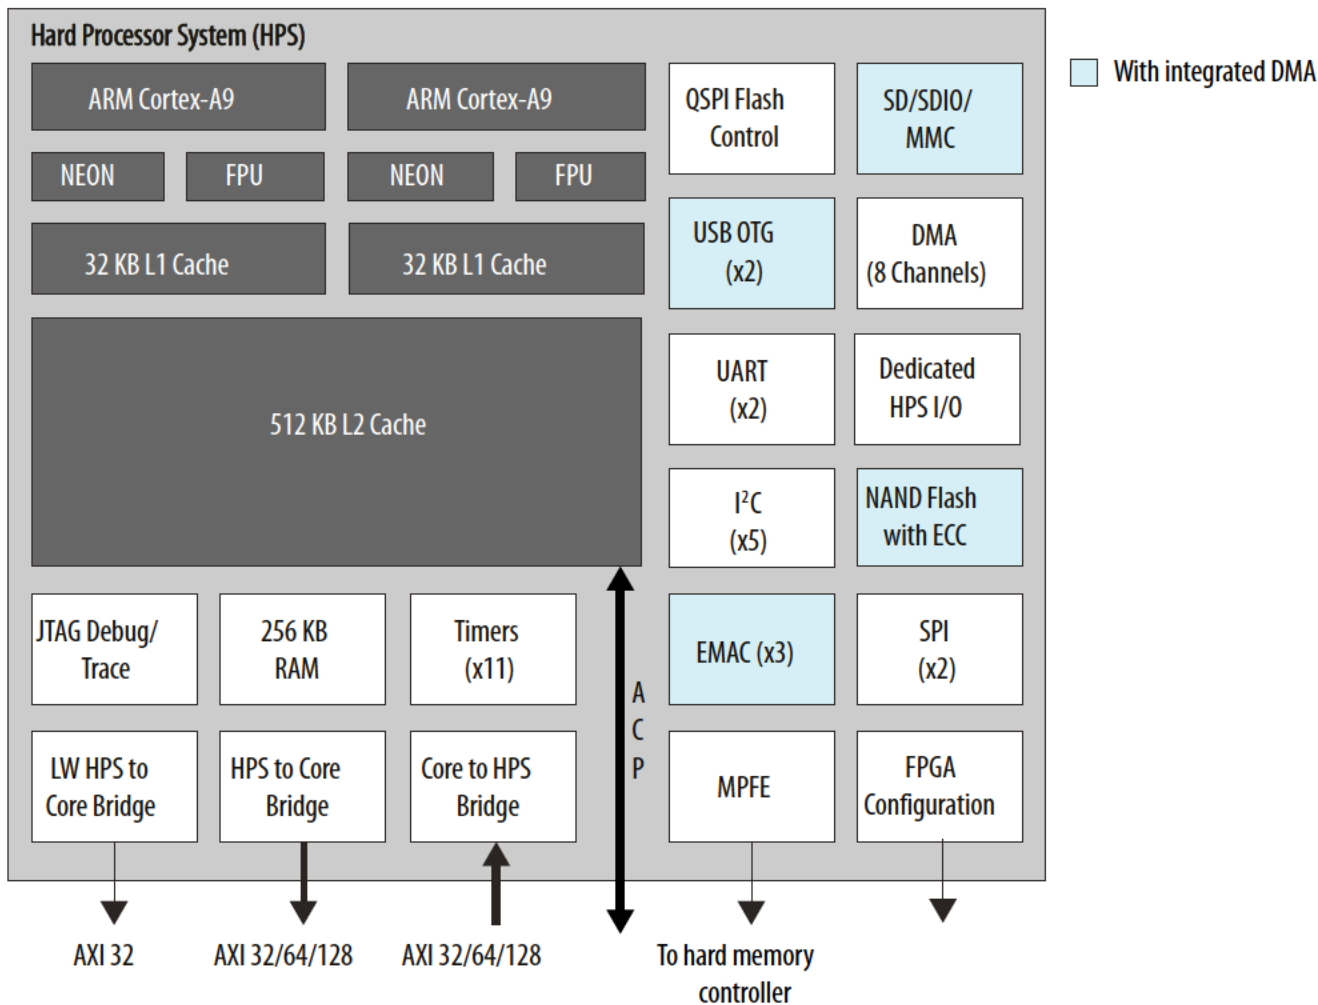 Hard Processor System (HPS)
ARM Cortex-A9
ARM Cortex-A9
NEON
FPU
NEON
FPU
32 KB L1 Cache
32 KB L1 Cache
512 KB L2 Cache
JTAG Debug/
Trace
256 KB
RAM
Timers
(x11)
LW HPS to
Core Bridge
HPS to Core
Bridge
Core to HPS
Bridge
A
C
P
QSPI Flash
Control
SD/SDIO/
MMC
USB OTG
(x2)
DMA
(8 Channels)
UART
(x2)
Dedicated
HPS I/O
I²C
(x5)
NAND Flash
with ECC
EMAC (x3)
SPI
(x2)
MPFE
FPGA
Configuration
AXI 32
AXI 32/64/128
AXI 32/64/128
To hard memory
controller
With integrated DMA